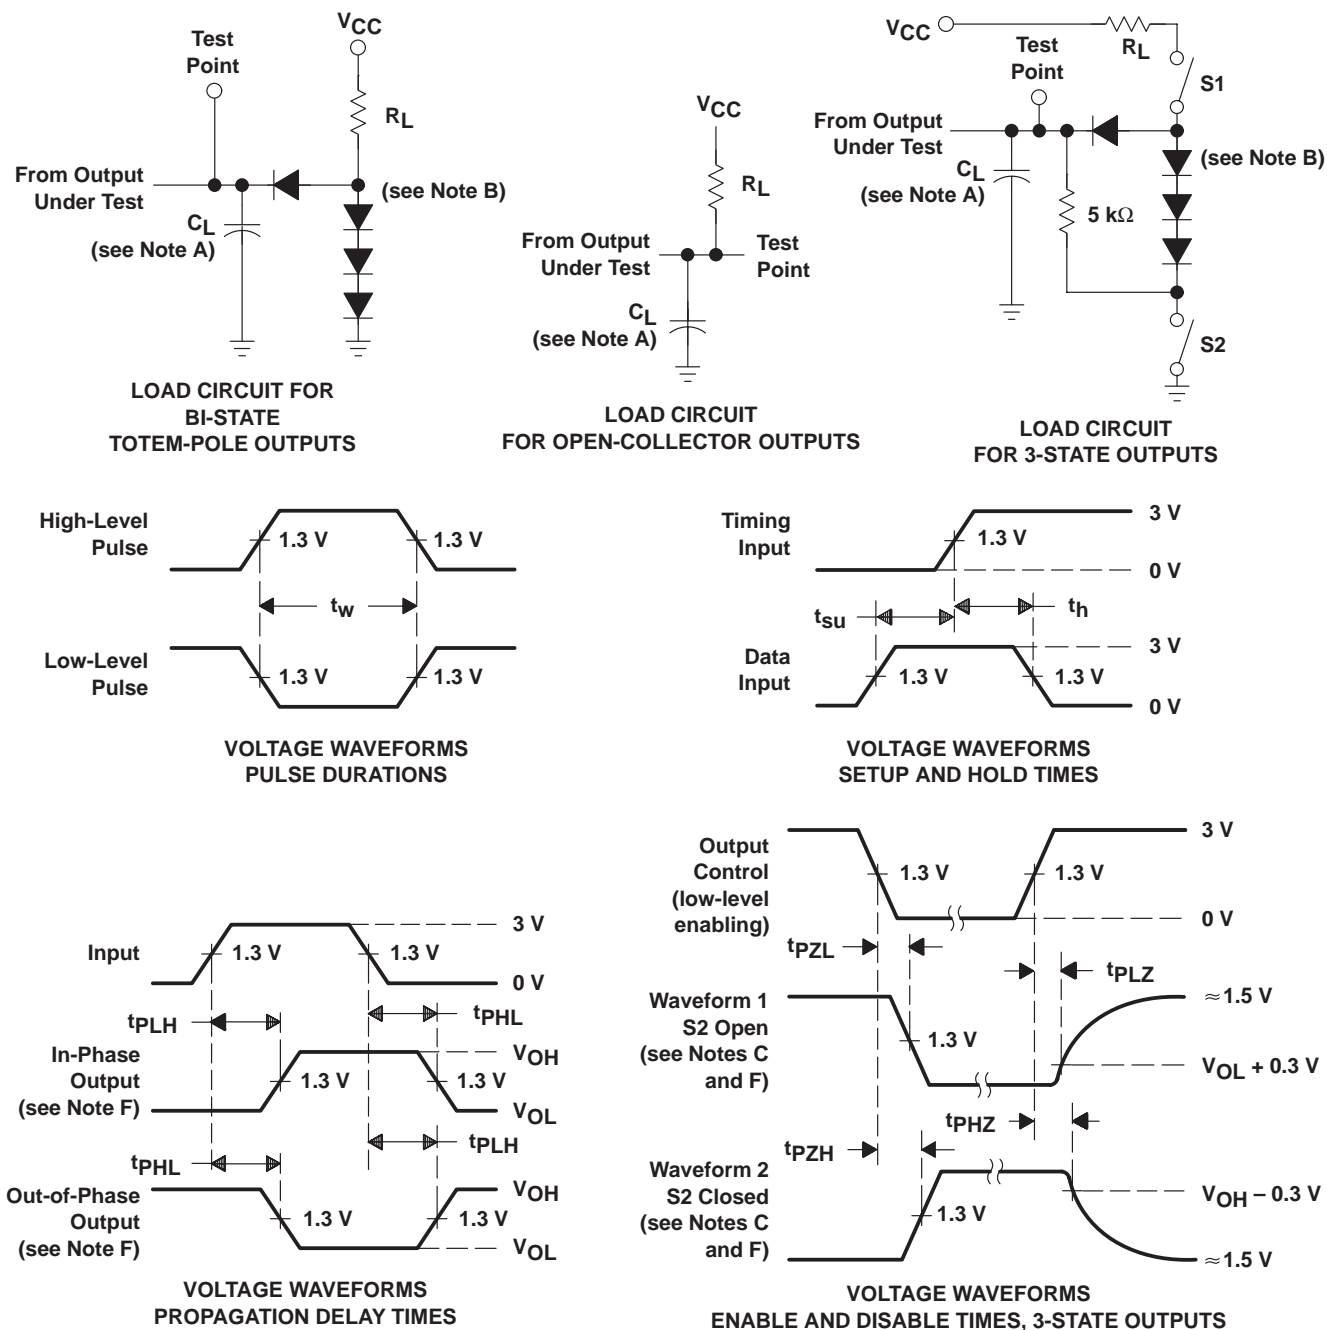 VCC
Test
Point
RL
From Output
Under Test
(see Note B)
CL
(see Note A)
LOAD CIRCUIT FOR
BI-STATE
TOTEM-POLE OUTPUTS
VCC
RL
From Output
Under Test
Test
Point
CL
(see Note A)
LOAD CIRCUIT
FOR OPEN-COLLECTOR OUTPUTS
VCC
RL
Test
Point
S1
From Output
Under Test
(see Note B)
CL
(see Note A)
5 kΩ
S2
LOAD CIRCUIT
FOR 3-STATE OUTPUTS
High-Level
Pulse
1.3 V
1.3 V
tw
Low-Level
Pulse
1.3 V
1.3 V
VOLTAGE WAVEFORMS
PULSE DURATIONS
Timing
Input
1.3 V
3 V
0 V
tsu
th
Data
Input
1.3 V
1.3 V
3 V
0 V
VOLTAGE WAVEFORMS
SETUP AND HOLD TIMES
Input
1.3 V
1.3 V
3 V
0 V
tPLH
tPHL
In-Phase
Output
(see Note F)
1.3 V
1.3 V
VOH
VOL
tPHL
tPLH
Out-of-Phase
Output
(see Note F)
1.3 V
1.3 V
VOH
VOL
VOLTAGE WAVEFORMS
PROPAGATION DELAY TIMES
Output
Control
(low-level
enabling)
1.3 V
1.3 V
3 V
0 V
tPZL
tPLZ
Waveform 1
S2 Open
(see Notes C
and F)
1.3 V
≈1.5 V
VOL + 0.3 V
tPHZ
tPZH
Waveform 2
S2 Closed
(see Notes C
and F)
1.3 V
VOH − 0.3 V
≈1.5 V
VOLTAGE WAVEFORMS
ENABLE AND DISABLE TIMES, 3-STATE OUTPUTS